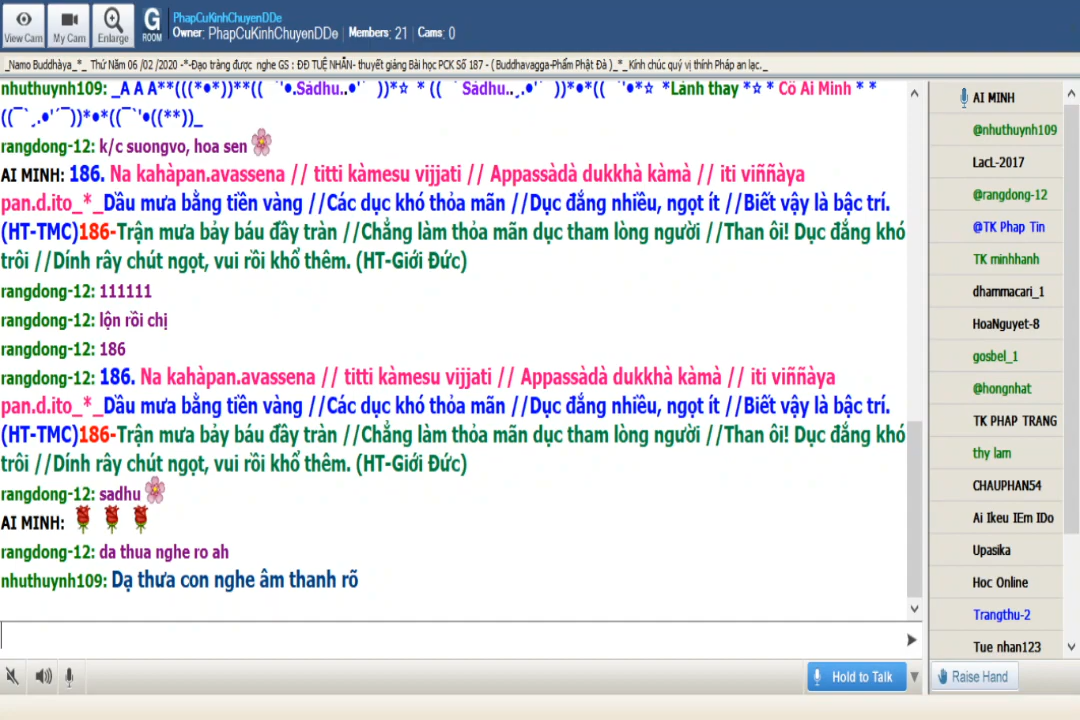 PhapCuKinhChuyenDDe
Owner: PhapCuKinhChuyenDDe Members: 21 Cams: 0
View Cam My Cam Enlarge G ROOM
_Namo Buddhàya_*_ Thứ Năm 06 /02 /2020 -*-Đạo tràng được nghe GS : ĐĐ TUỆ NHÂN- thuyết giảng Bài học PCK Số 187 - ( Buddhavagga-Phẩm Phật Đà )_*_Kính chúc quý vị thính Pháp an lạc._
nhuthuynh109: _A A A**(((*•*))**(( ¨`'•.Sádhu..•'´¨ ))*☆ * (( ¨` Sádhu..¸.•'´¨ ))*•*(( ¨`'•*☆ *Lành thay *☆ * Cô Ai Minh * *
((¯`¸.•'´¯))*•*((¯`'•((**))_
rangdong-12: k/c suongvo, hoa sen
AI MINH: 186. Na kahàpan.avassena // titti kàmesu vijjati // Appassàdà dukkhà kàmà // iti viññàya
pan.d.ito_*_Dầu mưa bằng tiền vàng //Các dục khó thỏa mãn //Dục đắng nhiều, ngọt ít //Biết vậy là bậc trí.
(HT-TMC)186-Trận mưa bảy báu đầy tràn //Chẳng làm thỏa mãn dục tham lòng người //Than ôi! Dục đắng khó
trôi //Dính rây chút ngọt, vui rồi khổ thêm. (HT-Giới Đức)
rangdong-12: 111111
rangdong-12: lộn rồi chị
rangdong-12: 186
rangdong-12: 186. Na kahàpan.avassena // titti kàmesu vijjati // Appassàdà dukkhà kàmà // iti viññàya
pan.d.ito_*_Dầu mưa bằng tiền vàng //Các dục khó thỏa mãn //Dục đắng nhiều, ngọt ít //Biết vậy là bậc trí.
(HT-TMC)186-Trận mưa bảy báu đầy tràn //Chẳng làm thỏa mãn dục tham lòng người //Than ôi! Dục đắng khó
trôi //Dính rây chút ngọt, vui rồi khổ thêm. (HT-Giới Đức)
rangdong-12: sadhu
AI MINH:
rangdong-12: da thua nghe ro ah
nhuthuynh109: Dạ thưa con nghe âm thanh rõ
Hold to Talk
AI MINH
@nhuthuynh109
LacL-2017
@rangdong-12
@TK Phap Tin
TK minhhanh
dhammacari_1
HoaNguyet-8
gosbel_1
@hongnhat
TK PHAP TRANG
thy lam
CHAUPHAN54
Ai Ikeu IEm IDo
Upasika
Hoc Online
Trangthu-2
Tue nhan123
Raise Hand